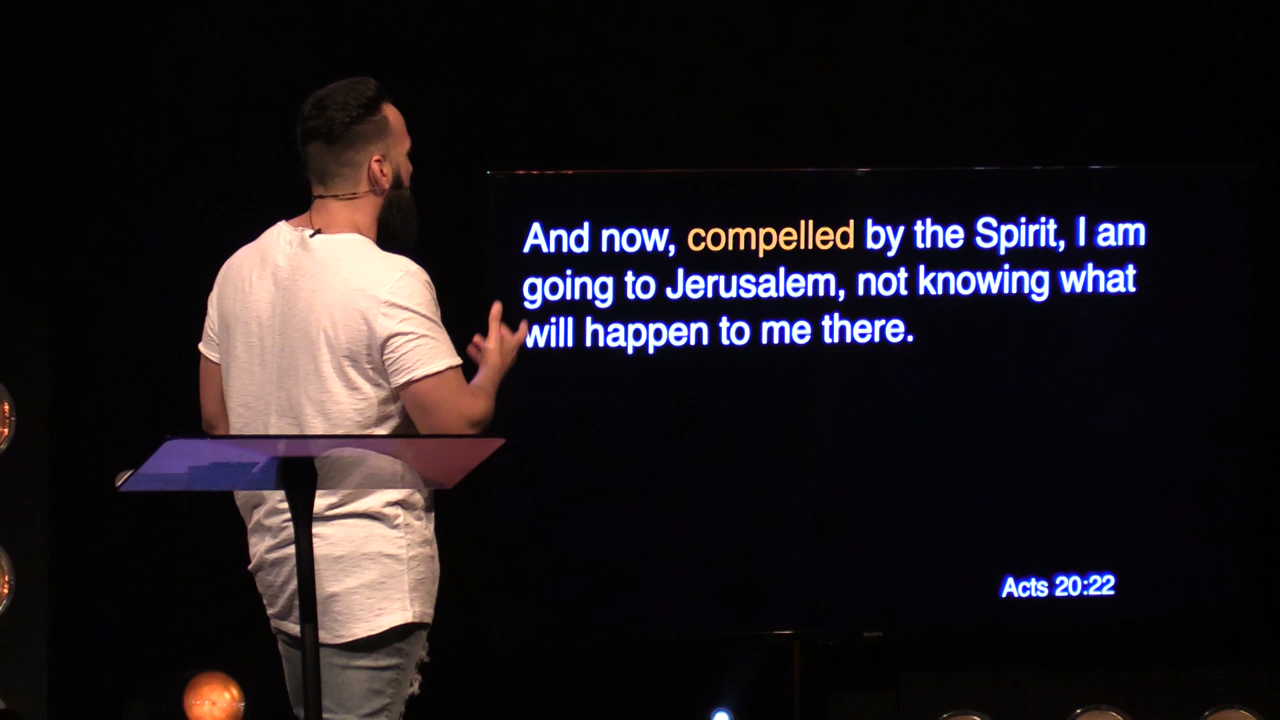 And now, compelled by the Spirit, I am
going to Jerusalem, not knowing what
will happen to me there.
Acts 20:22